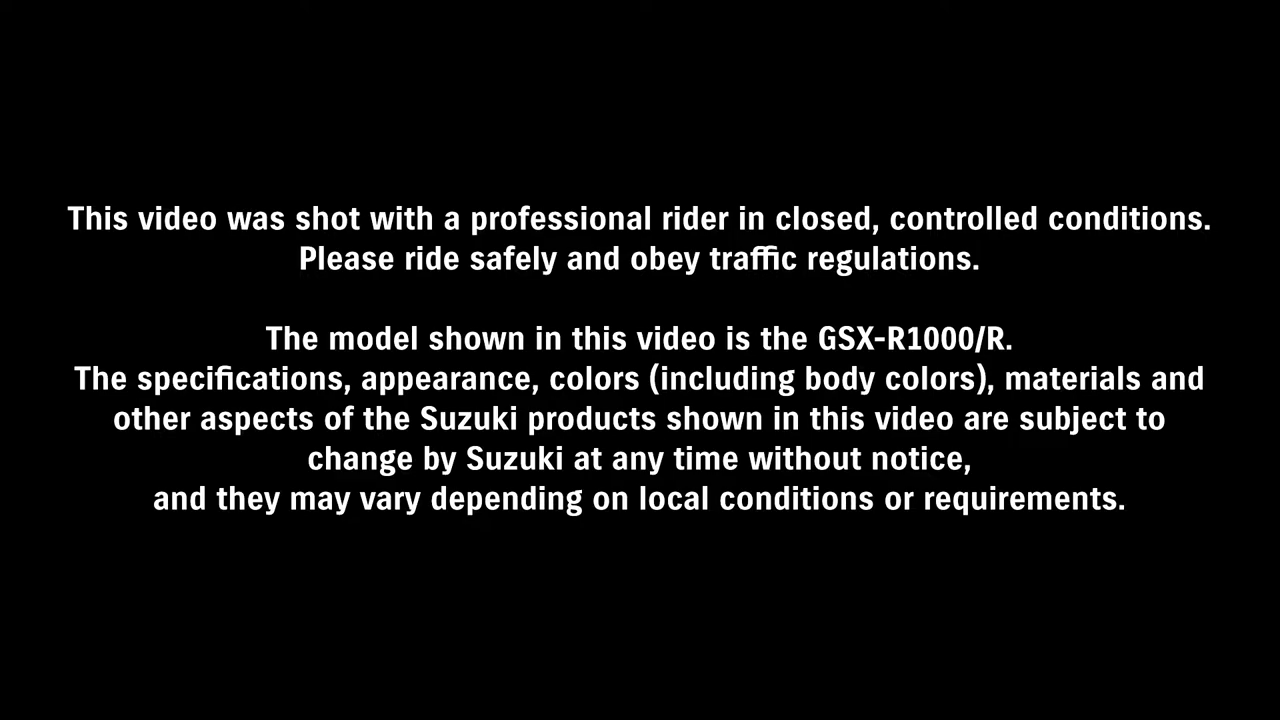 This video was shot with a professional rider in closed, controlled conditions.
Please ride safely and obey traffic regulations.
The model shown in this video is the GSX-R1000/R.
The specifications, appearance, colors (including body colors), materials and
other aspects of the Suzuki products shown in this video are subject to
change by Suzuki at any time without notice,
and they may vary depending on local conditions or requirements.